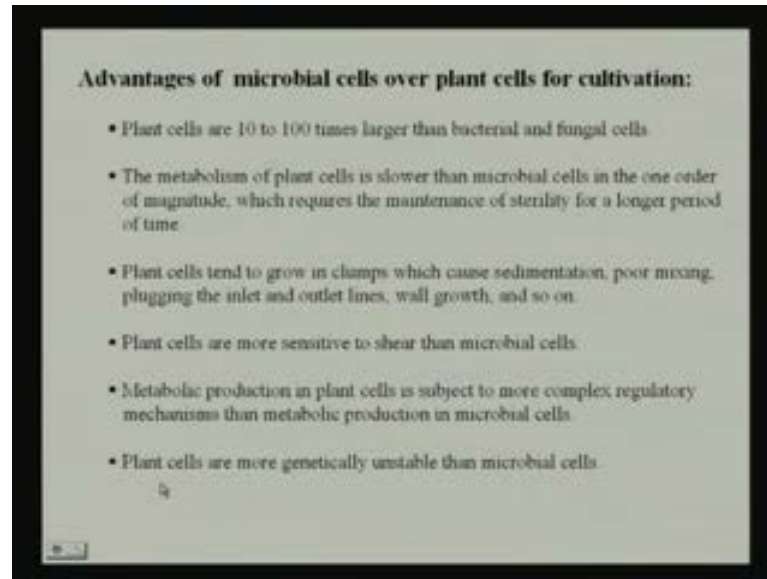 Advantages of microbial cells over plant cells for cultivation:
• Plant cells are 10 to 100 times larger than bacterial and fungal cells.
• The metabolism of plant cells is slower than microbial cells in the one order
of magnitude, which requires the maintenance of sterility for a longer period
of time
• Plant cells tend to grow in clumps which cause sedimentation, poor mixing,
plugging the inlet and outlet lines, wall growth, and so on.
• Plant cells are more sensitive to shear than microbial cells.
• Metabolic production in plant cells is subject to more complex regulatory
mechanisms than metabolic production in microbial cells.
• Plant cells are more genetically unstable than microbial cells.